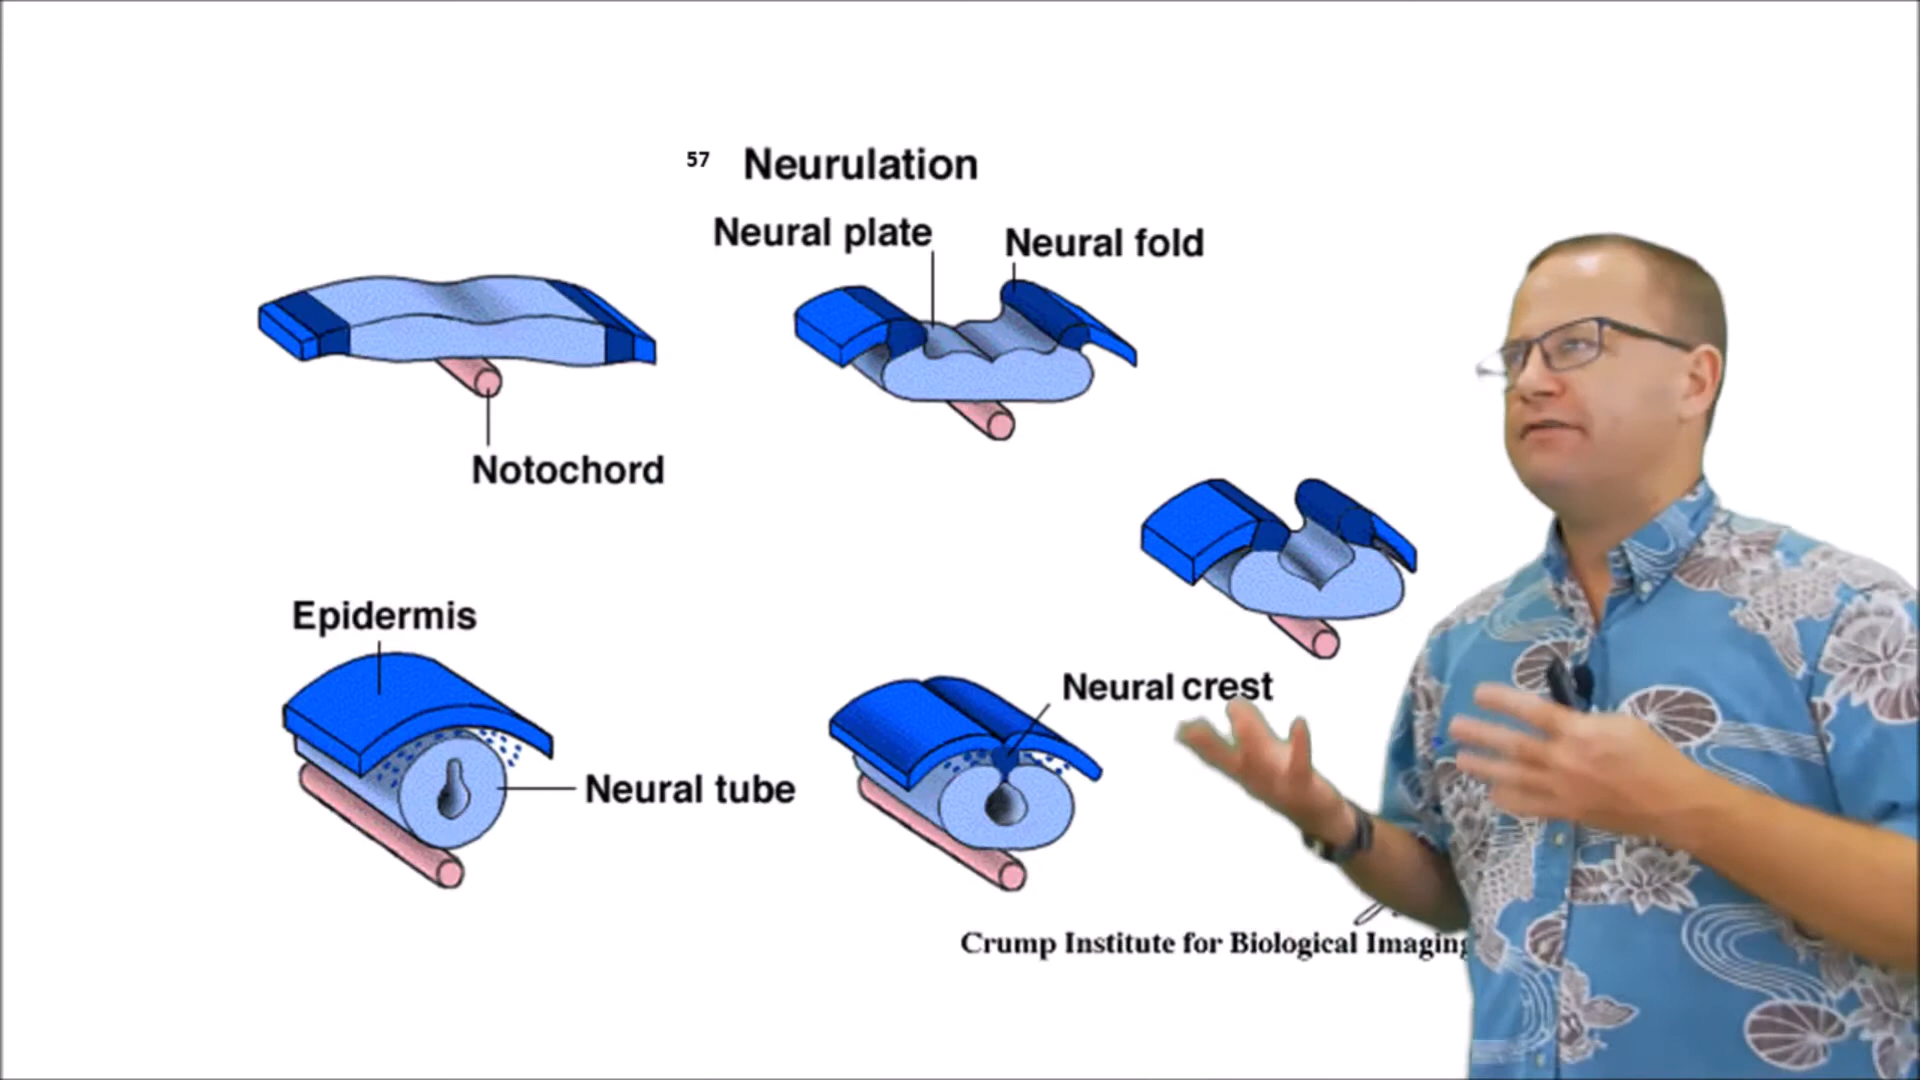 57 Neurulation
Neural plate
Neural fold
Notochord
Epidermis
Neural crest
Neural tube
Crump Institute for Biological Imaging